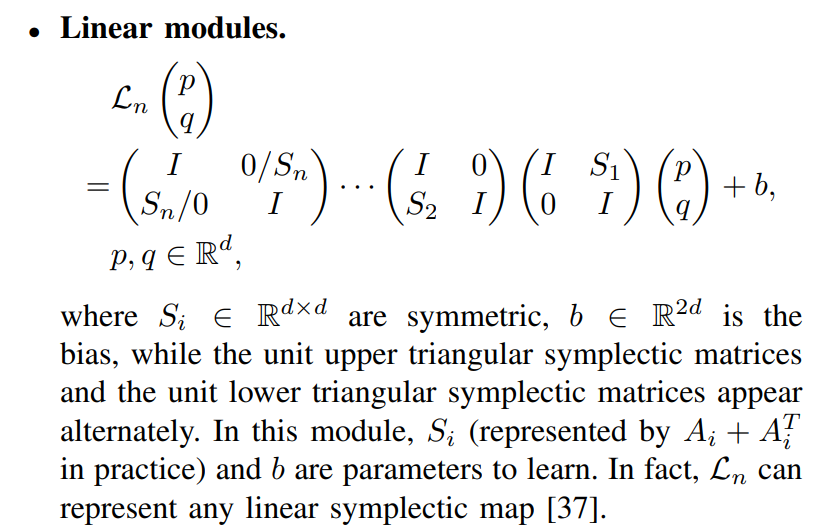 • Linear modules.
$\mathcal{L}_n \begin{pmatrix} p \\ q \end{pmatrix}$
$= \begin{pmatrix} I & 0/S_n \\ S_n/0 & I \end{pmatrix} \cdots \begin{pmatrix} I & 0 \\ S_2 & I \end{pmatrix} \begin{pmatrix} I & S_1 \\ 0 & I \end{pmatrix} \begin{pmatrix} p \\ q \end{pmatrix} + b,$
$p, q \in \mathbb{R}^d,$
where $S_i \in \mathbb{R}^{d \times d}$ are symmetric, $b \in \mathbb{R}^{2d}$ is the
bias, while the unit upper triangular symplectic matrices
and the unit lower triangular symplectic matrices appear
alternately. In this module, $S_i$ (represented by $A_i + A_i^T$
in practice) and $b$ are parameters to learn. In fact, $\mathcal{L}_n$ can
represent any linear symplectic map [37].